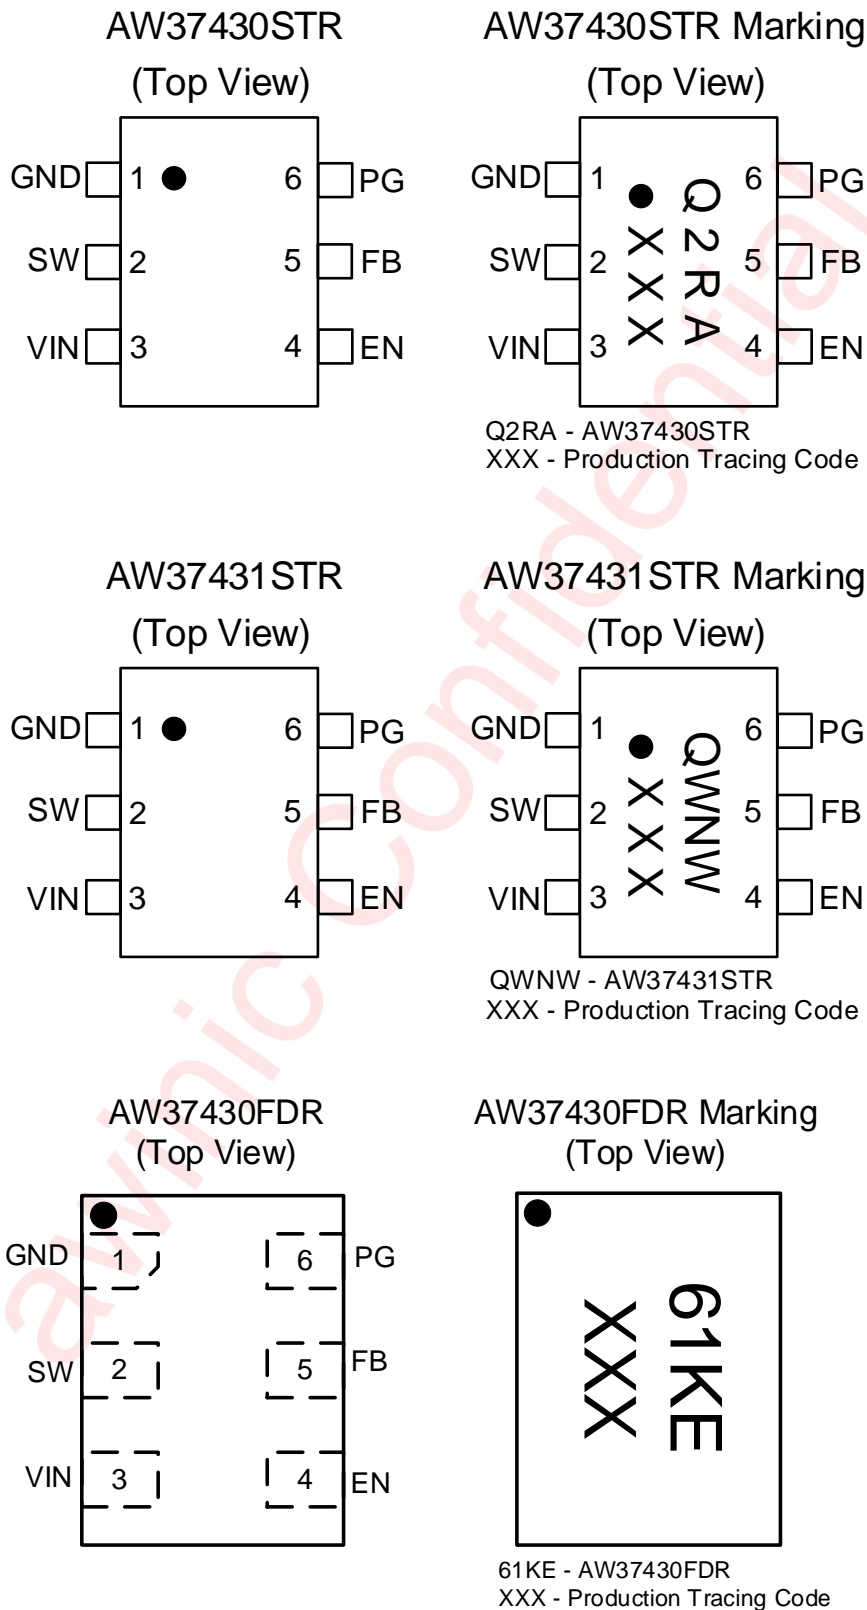 AW37430STR
(Top View)
GND 1 6 PG
SW 2 5 FB
VIN 3 4 EN
AW37430STR Marking
(Top View)
GND 1 6 PG
SW 2 5 FB
VIN 3 4 EN
Q2RA
XXX
Q2RA - AW37430STR
XXX - Production Tracing Code
AW37431STR
(Top View)
GND 1 6 PG
SW 2 5 FB
VIN 3 4 EN
AW37431STR Marking
(Top View)
GND 1 6 PG
SW 2 5 FB
VIN 3 4 EN
QWNW
XXX
QWNW - AW37431STR
XXX - Production Tracing Code
AW37430FDR
(Top View)
GND 1 6 PG
SW 2 5 FB
VIN 3 4 EN
AW37430FDR Marking
(Top View)
61KE
XXX
61KE - AW37430FDR
XXX - Production Tracing Code
awinic Confidential